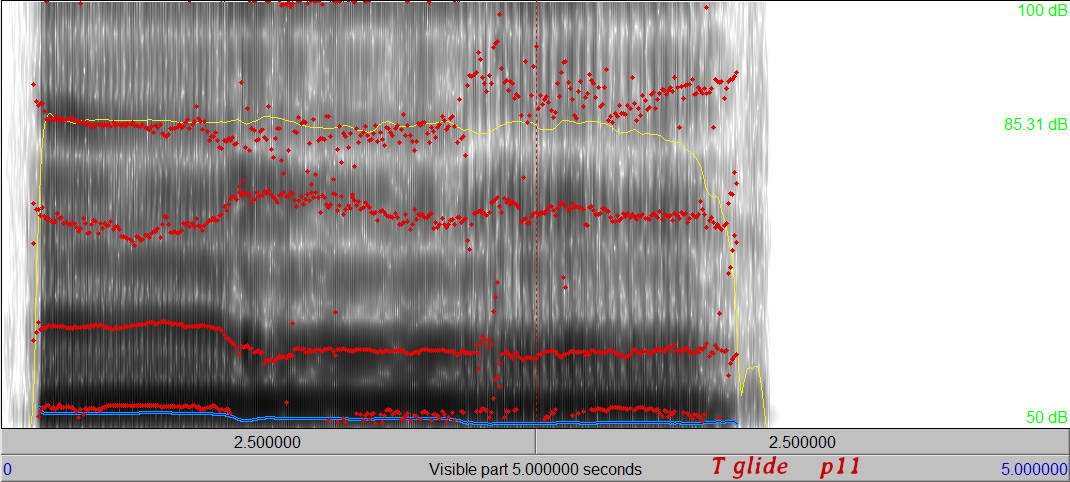 100 dB
85.31 dB
50 dB
2.500000 2.500000
0 Visible part 5.000000 seconds T glide p11 5.000000